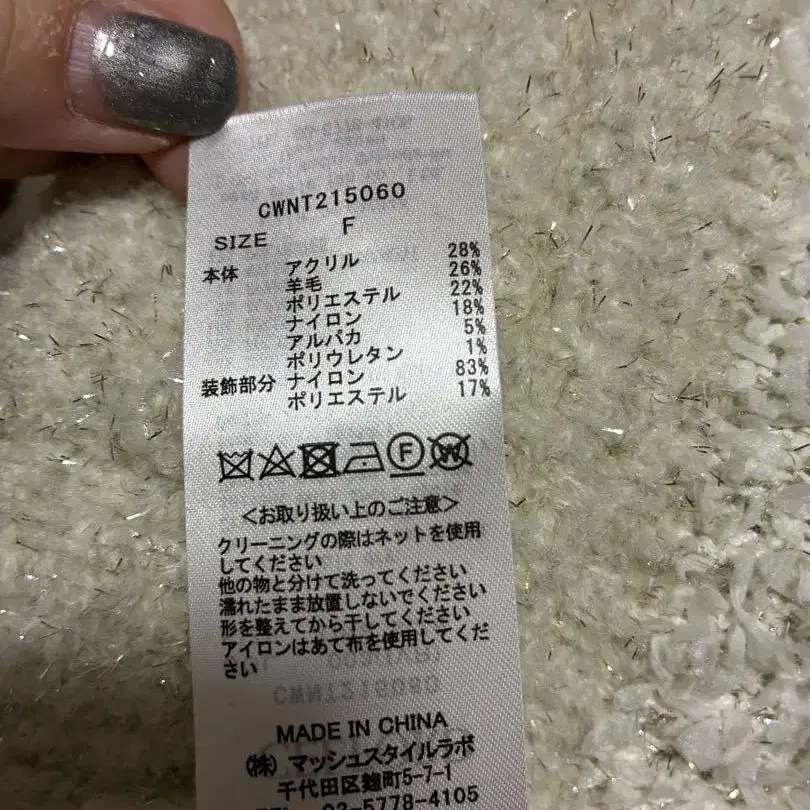 CWNT215060
SIZE F
本体 アクリル 28%
羊毛 26%
ポリエステル 22%
ナイロン 18%
アルパカ 5%
ポリウレタン 1%
装飾部分 ナイロン 83%
ポリエステル 17%
F W
＜お取り扱い上のご注意＞
クリーニングの際はネットを使用
してください
他の物と分けて洗ってください
濡れたまま放置しないでください
形を整えてから干してください
アイロンはあて布を使用してくだ
さい
MADE IN CHINA
(株) マッシュスタイルラボ
千代田区麹町5-7-1
TEL 03-5778-4105